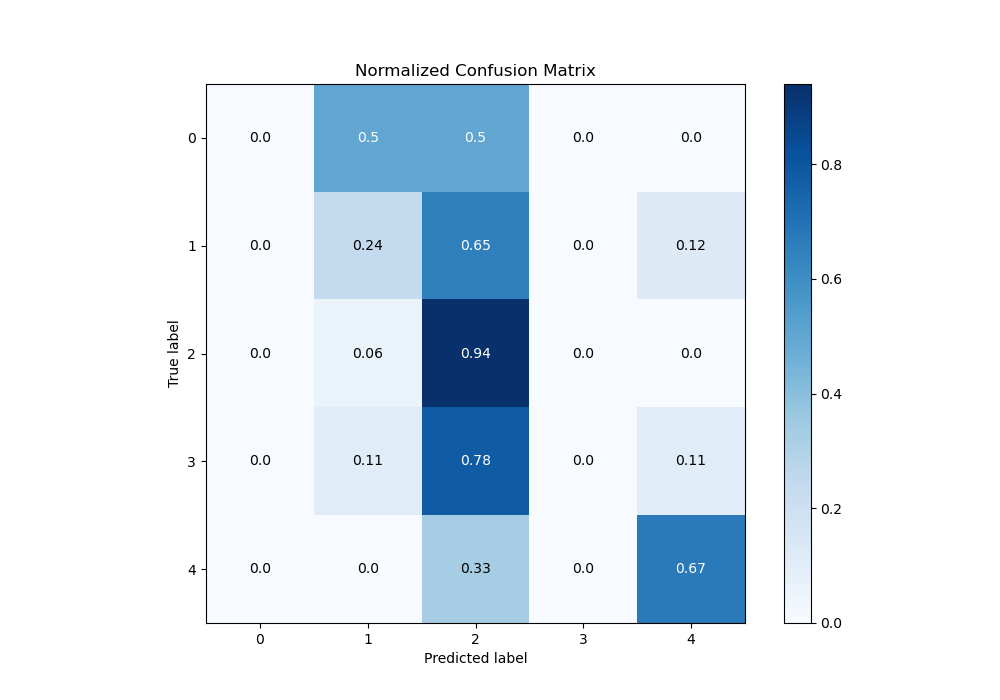 Normalized Confusion Matrix
0 0.0 0.5 0.5 0.0 0.0
1 0.0 0.24 0.65 0.0 0.12
2 0.0 0.06 0.94 0.0 0.0
3 0.0 0.11 0.78 0.0 0.11
4 0.0 0.0 0.33 0.0 0.67
0 1 2 3 4
Predicted label
True label
0.8
0.6
0.4
0.2
0.0